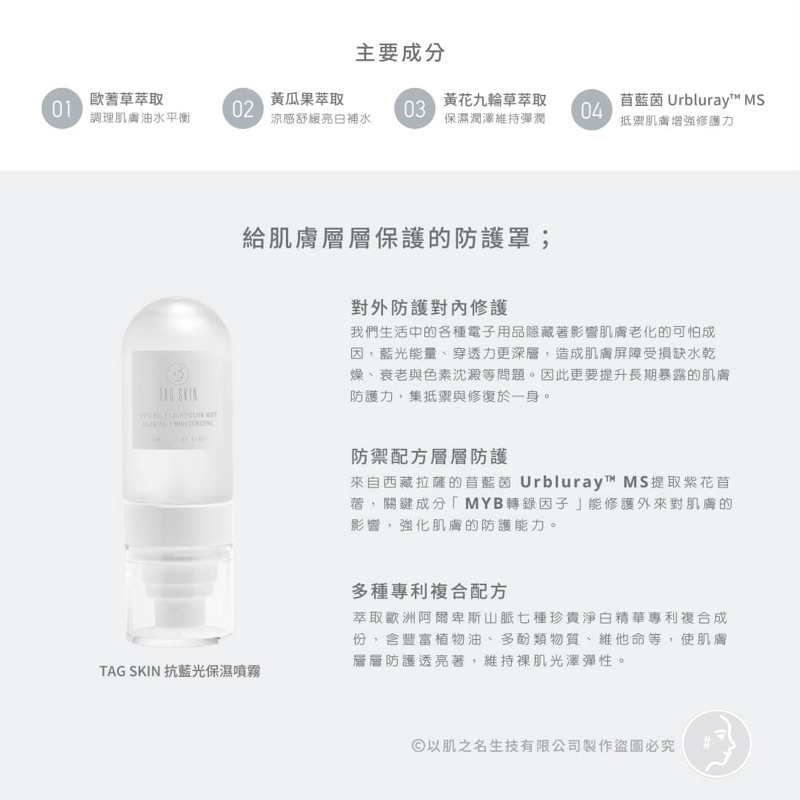 主要成分
01 歐蓍草萃取
調理肌膚油水平衡
02 黃瓜果萃取
涼感舒緩亮白補水
03 黃花九輪草萃取
保濕潤澤維持彈潤
04 苜藍茵 Urbluray™ MS
抵禦肌膚增強修護力
給肌膚層層保護的防護罩；
對外防護對內修護
我們生活中的各種電子用品隱藏著影響肌膚老化的可怕成
因，藍光能量、穿透力更深層，造成肌膚屏障受損缺水乾
燥、衰老與色素沈澱等問題。因此更要提升長期暴露的肌膚
防護力，集抵禦與修復於一身。
防禦配方層層防護
來自西藏拉薩的苜藍茵 Urbluray™ MS提取紫花苜
蓿，關鍵成分「 MYB轉錄因子 」能修護外來對肌膚的
影響，強化肌膚的防護能力。
多種專利複合配方
萃取歐洲阿爾卑斯山脈七種珍貴淨白精華專利複合成
份，含豐富植物油、多酚類物質、維他命等，使肌膚
層層防護透亮著，維持裸肌光澤彈性。
TAG SKIN
ANTI-BLUE LIGHT GLOW MIST
MOISTURIZING
TAG SKIN 抗藍光保濕噴霧
©以肌之名生技有限公司製作盜圖必究
#